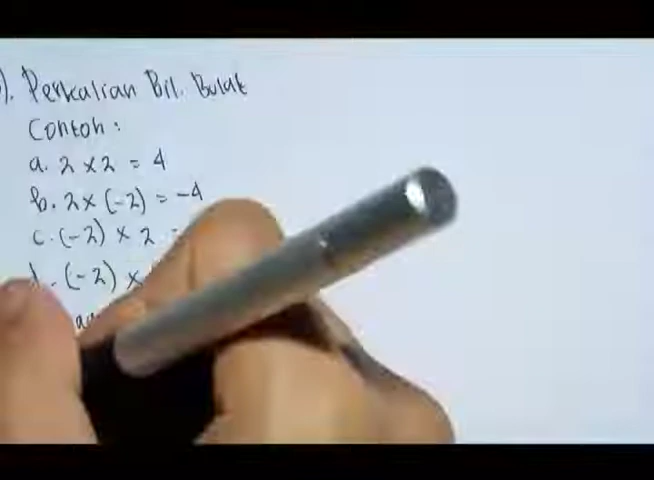 ). Perkalian Bil. Bulat
Contoh :
a. 2 × 2 = 4
b. 2 × (-2) = -4
c. (-2) × 2 =
. (-2) ×